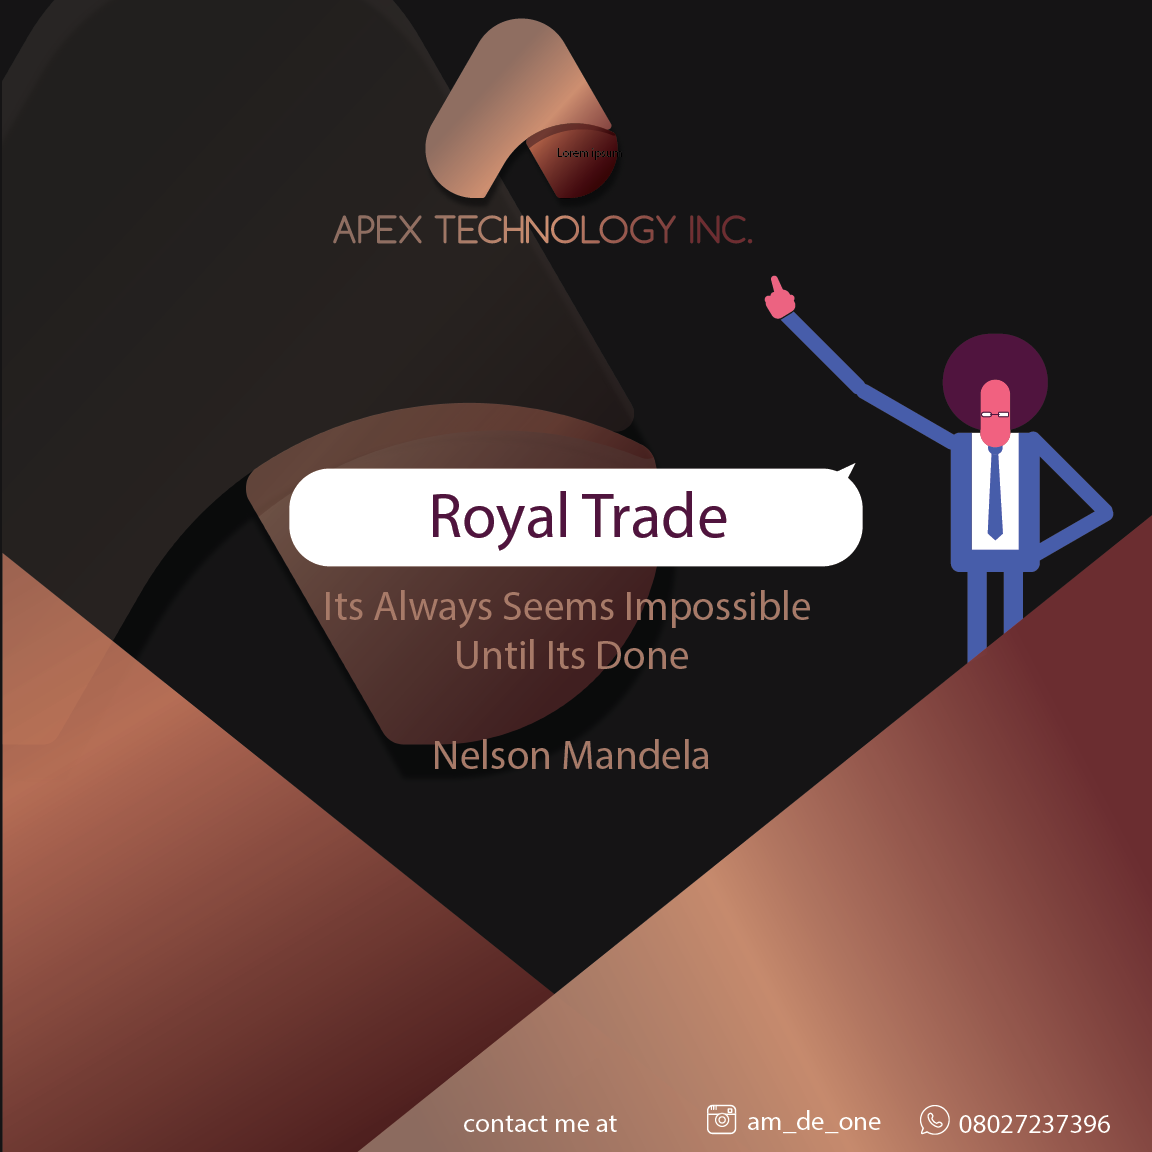 Lorem ipsum
APEX TECHNOLOGY INC.
Royal Trade
Its Always Seems Impossible
Until Its Done
Nelson Mandela
contact me at am_de_one 08027237396